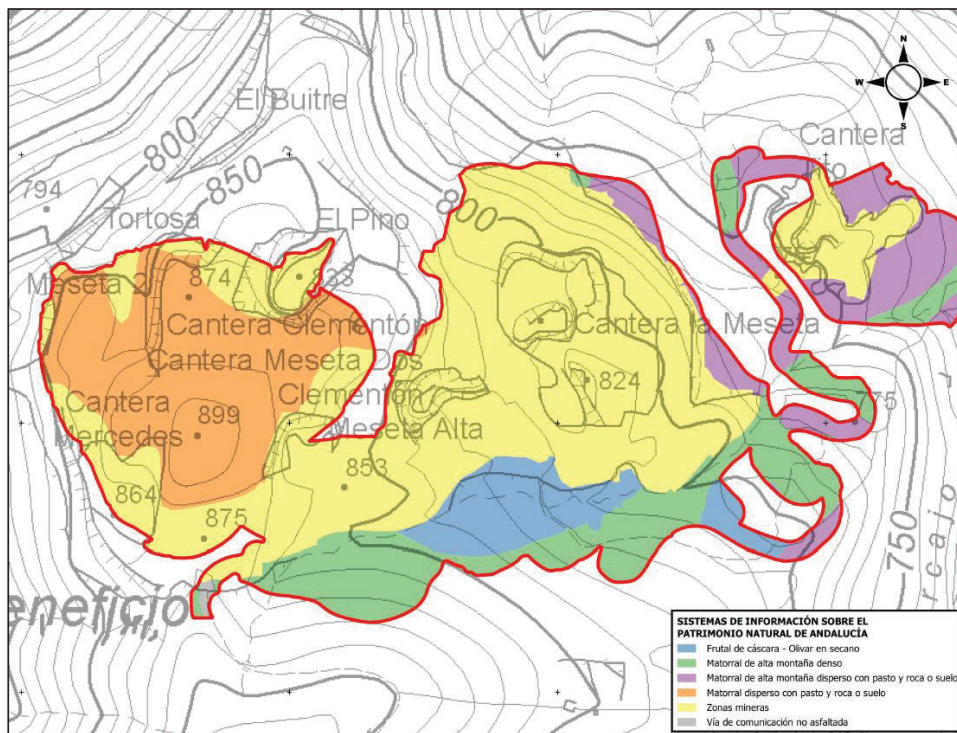 N
W
E
S
El Buitre
Cantera
800
850
794
Tortosa
El Pino
800
Meseta 2
874
833
Cantera Clementón
Cantera la Meseta
Cantera Meseta Dos
Clementón
824
Cantera
899
Mercedes
Meseta Alta
775
853
864
875
750
rcajo
eneficio
SISTEMAS DE INFORMACIÓN SOBRE EL
PATRIMONIO NATURAL DE ANDALUCÍA
Frutal de cáscara - Olivar en secano
Matorral de alta montaña denso
Matorral de alta montaña disperso con pasto y roca o suelo
Matorral disperso con pasto y roca o suelo
Zonas mineras
Vía de comunicación no asfaltada